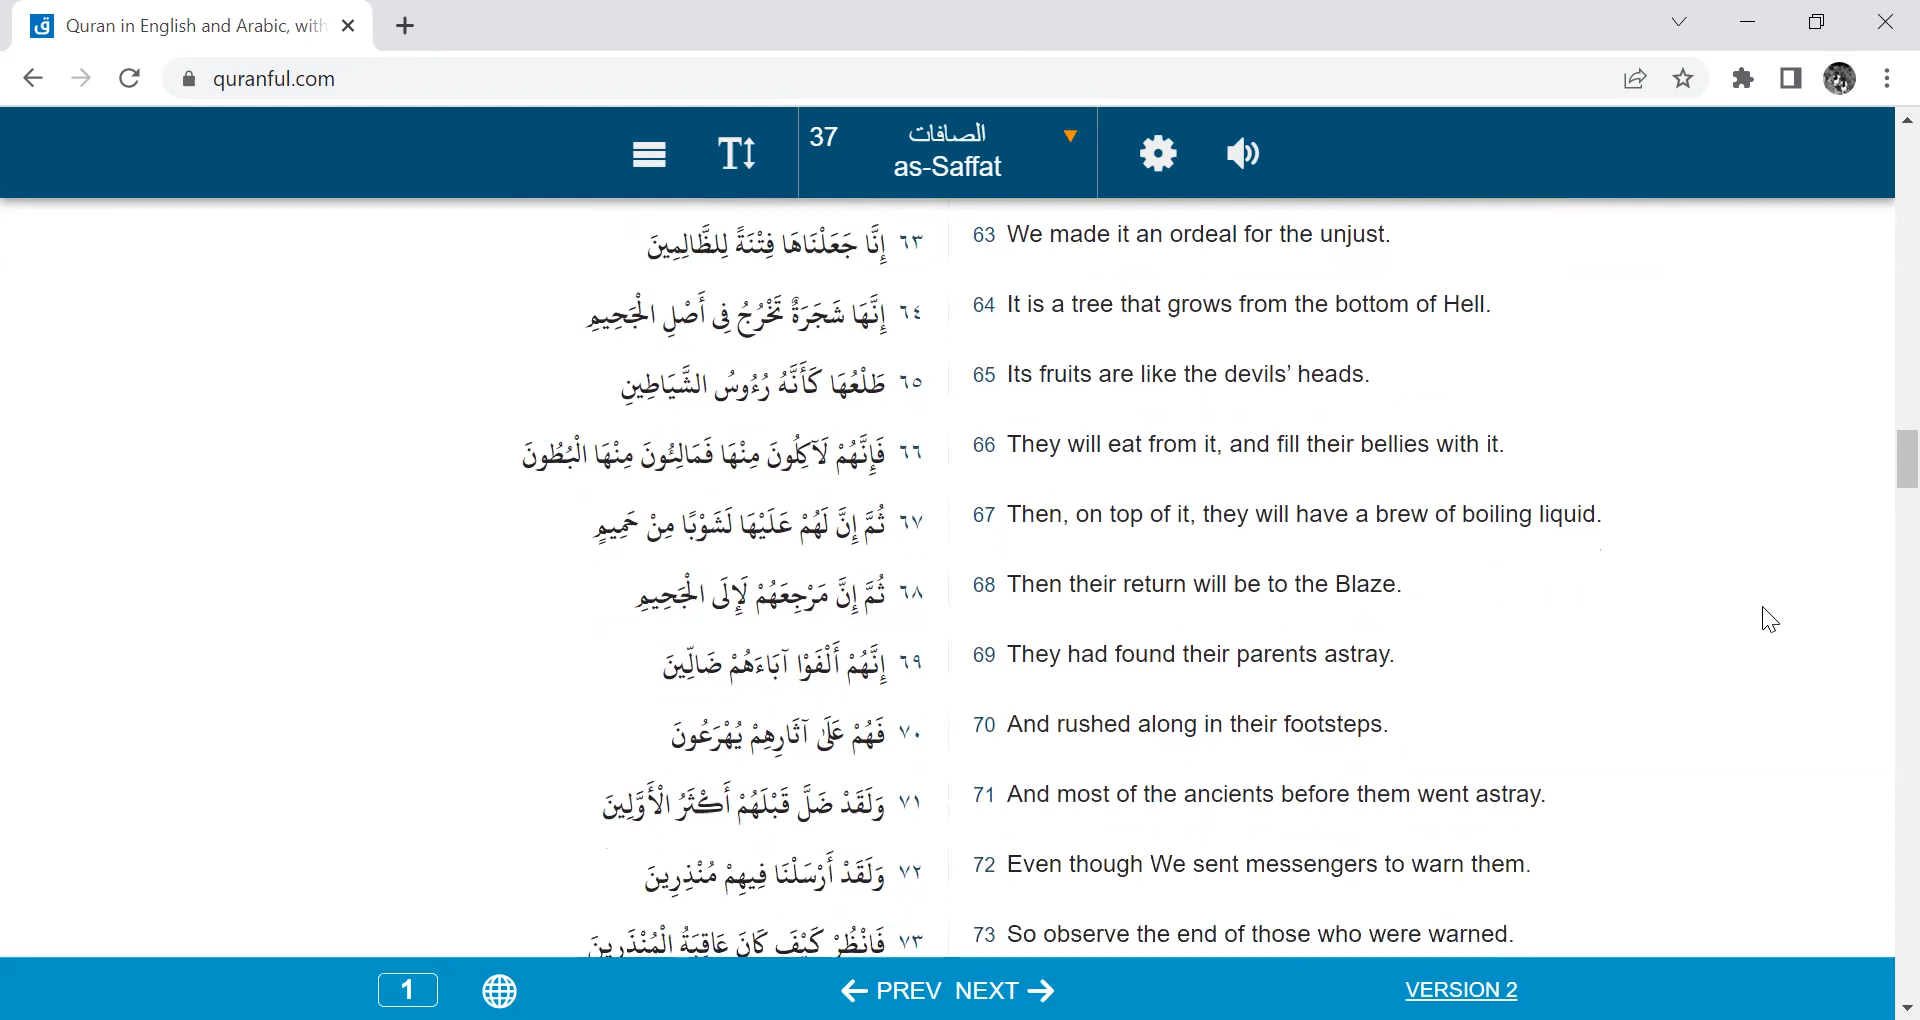 Quran in English and Arabic, with
quranful.com
37
الصافات
as-Saffat
٦٣ إِنَّا جَعَلْنَاهَا فِتْنَةً لِلظَّالِمِينَ
63 We made it an ordeal for the unjust.
٦٤ إِنَّهَا شَجَرَةٌ تَخْرُجُ فِي أَصْلِ الْجَحِيمِ
64 It is a tree that grows from the bottom of Hell.
٦٥ طَلْعُهَا كَأَنَّهُ رُءُوسُ الشَّيَاطِينِ
65 Its fruits are like the devils’ heads.
٦٦ فَإِنَّهُمْ لَآكِلُونَ مِنْهَا فَمَالِئُونَ مِنْهَا الْبُطُونَ
66 They will eat from it, and fill their bellies with it.
٦٧ ثُمَّ إِنَّ لَهُمْ عَلَيْهَا لَشَوْبًا مِنْ حَمِيمٍ
67 Then, on top of it, they will have a brew of boiling liquid.
٦٨ ثُمَّ إِنَّ مَرْجِعَهُمْ لَإِلَى الْجَحِيمِ
68 Then their return will be to the Blaze.
٦٩ إِنَّهُمْ أَلْفَوْا آبَاءَهُمْ ضَالِّينَ
69 They had found their parents astray.
٧٠ فَهُمْ عَلَىٰ آثَارِهِمْ يُهْرَعُونَ
70 And rushed along in their footsteps.
٧١ وَلَقَدْ ضَلَّ قَبْلَهُمْ أَكْثَرُ الْأَوَّلِينَ
71 And most of the ancients before them went astray.
٧٢ وَلَقَدْ أَرْسَلْنَا فِيهِمْ مُنْذِرِينَ
72 Even though We sent messengers to warn them.
٧٣ فَانْظُرْ كَيْفَ كَانَ عَاقِبَةُ الْمُنْذَرِينَ
73 So observe the end of those who were warned.
1
PREV NEXT
VERSION 2